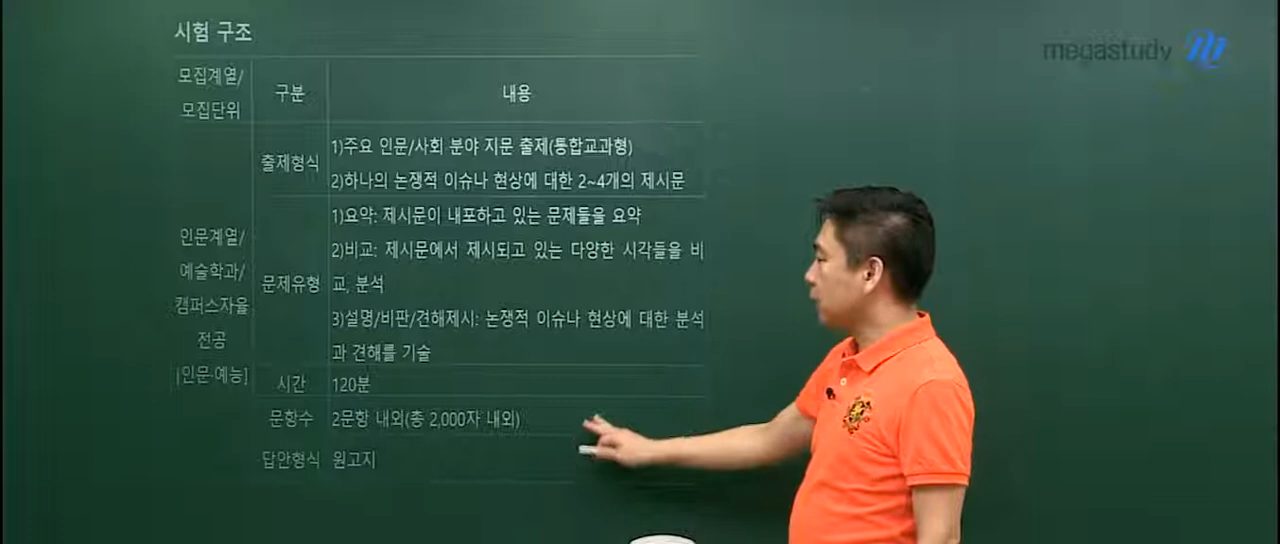 시험 구조
megastudy M
모집계열/
모집단위
구분
내용
출제형식
1)주요 인문/사회 분야 지문 출제(통합교과형)
2)하나의 논쟁적 이슈나 현상에 대한 2~4개의 제시문
인문계열/
예술학과/
캠퍼스자율
전공
[인문·예능]
문제유형
1)요약: 제시문이 내포하고 있는 문제들을 요약
2)비교: 제시문에서 제시되고 있는 다양한 시각들을 비
교, 분석
3)설명/비판/견해제시: 논쟁적 이슈나 현상에 대한 분석
과 견해를 기술
시간
120분
문항수
2문항 내외(총 2,000자 내외)
답안형식
원고지